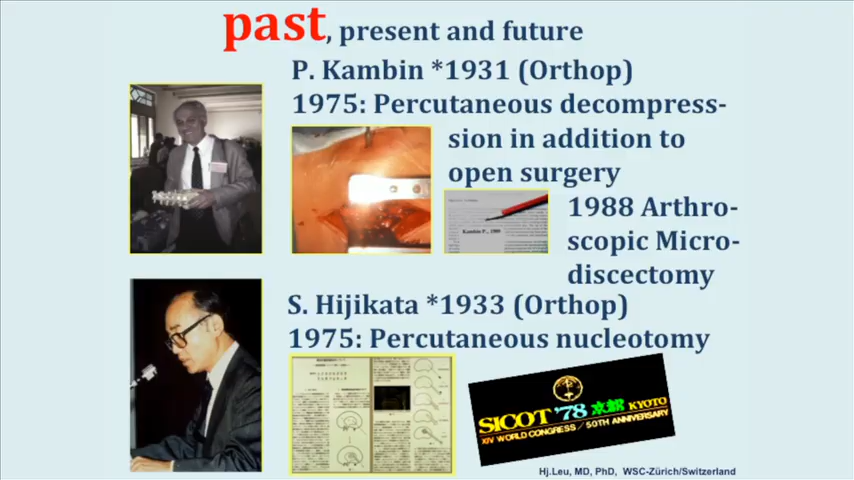 past, present and future
P. Kambin *1931 (Orthop)
1975: Percutaneous decompress-
sion in addition to
open surgery
Kambin P., 1988
1988 Arthro-
scopic Micro-
discectomy
S. Hijikata *1933 (Orthop)
1975: Percutaneous nucleotomy
SICOT '78 京都 KYOTO
XIV WORLD CONGRESS / 50TH ANNIVERSARY
Hj.Leu, MD, PhD, WSC-Zürich/Switzerland